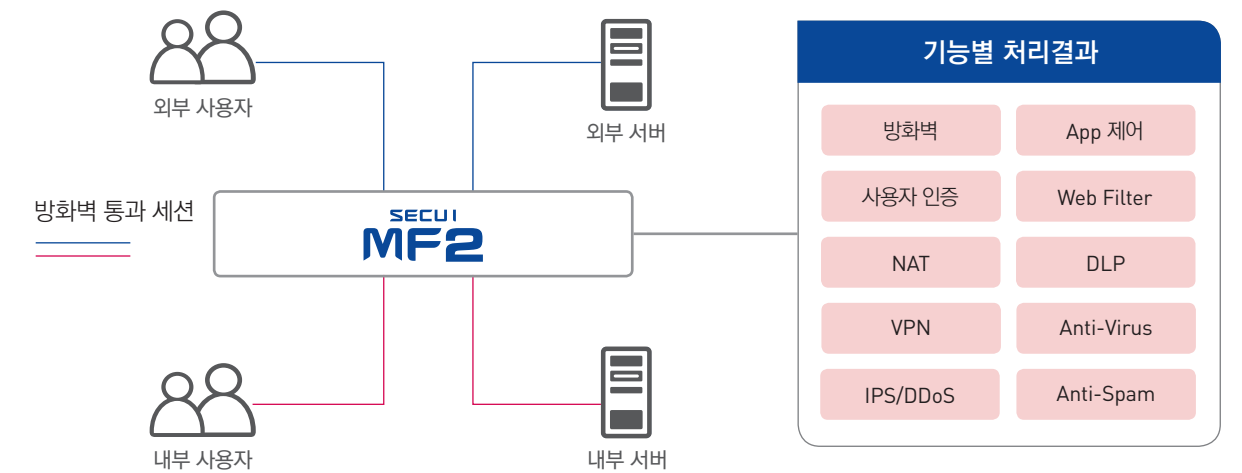 외부 사용자
외부 서버
방화벽 통과 세션
SECUI
MF2
내부 사용자
내부 서버
기능별 처리결과
방화벽
App 제어
사용자 인증
Web Filter
NAT
DLP
VPN
Anti-Virus
IPS/DDoS
Anti-Spam